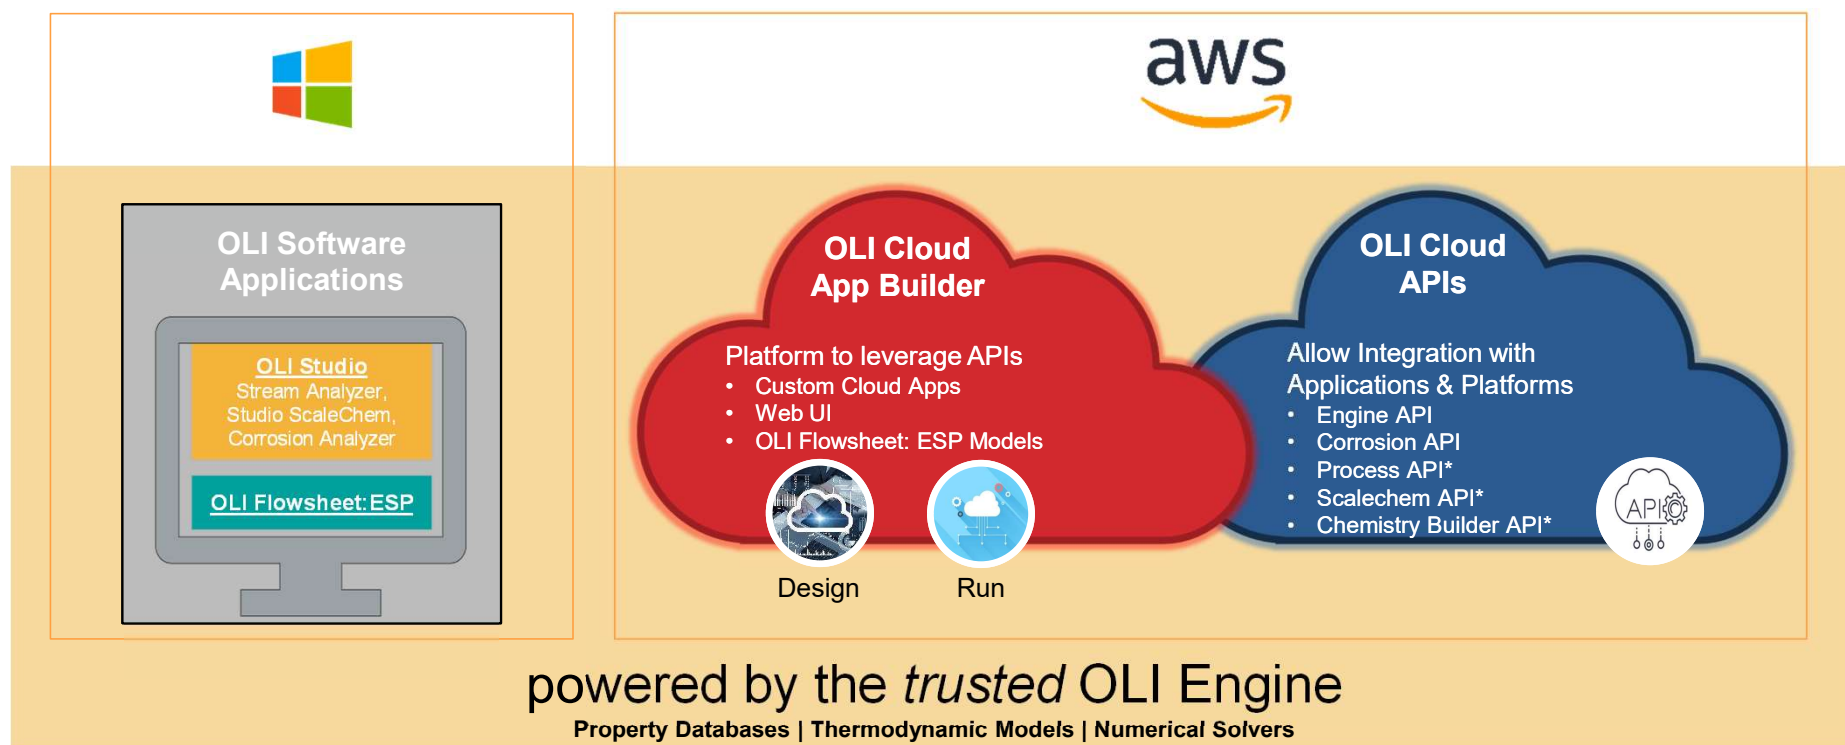 aws
OLI Software
Applications
OLI Studio
Stream Analyzer,
Studio ScaleChem,
Corrosion Analyzer
OLI Flowsheet:ESP
OLI Cloud
App Builder
Platform to leverage APIs
• Custom Cloud Apps
• Web UI
• OLI Flowsheet: ESP Models
Design
Run
OLI Cloud
APIs
Allow Integration with
Applications & Platforms
• Engine API
• Corrosion API
• Process API*
• Scalechem API*
• Chemistry Builder API*
API
powered by the trusted OLI Engine
Property Databases | Thermodynamic Models | Numerical Solvers